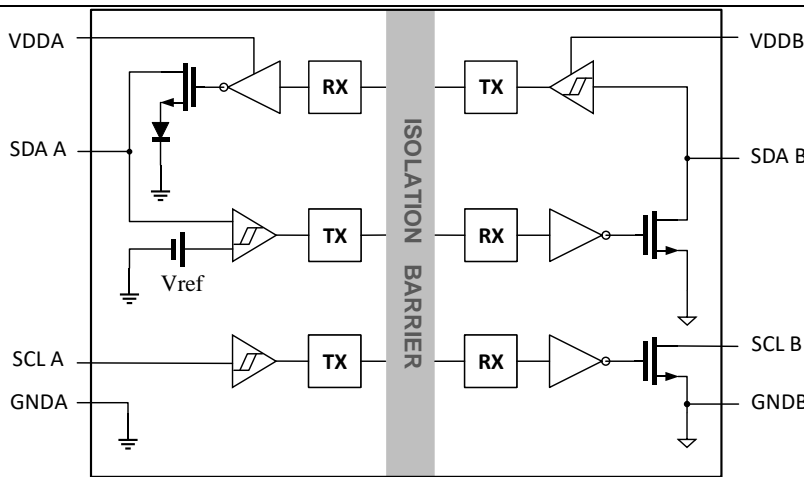 VDDA
VDDB
RX
TX
SDA A
SDA B
ISOLATION BARRIER
TX
RX
Vref
SCL A
TX
RX
SCL B
GNDA
GNDB